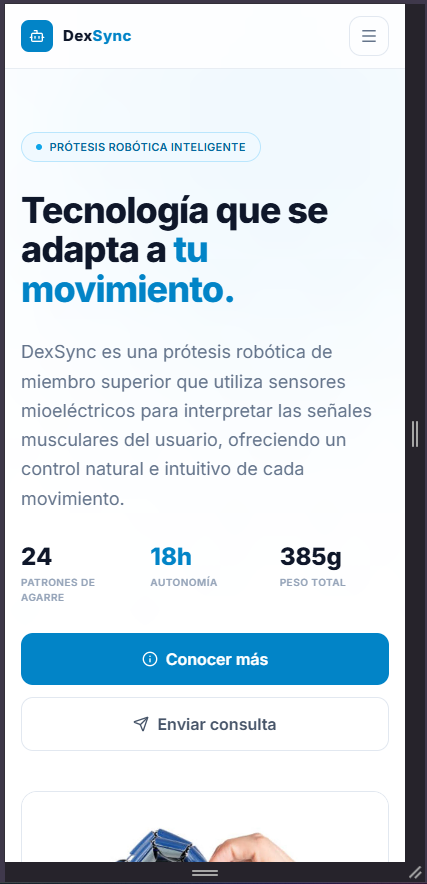 DexSync
PRÓTESIS ROBÓTICA INTELIGENTE
Tecnología que se
adapta a tu
movimiento.
DexSync es una prótesis robótica de
miembro superior que utiliza sensores
mioeléctricos para interpretar las señales
musculares del usuario, ofreciendo un
control natural e intuitivo de cada
movimiento.
24
PATRONES DE
AGARRE
18h
AUTONOMÍA
385g
PESO TOTAL
Conocer más
Enviar consulta